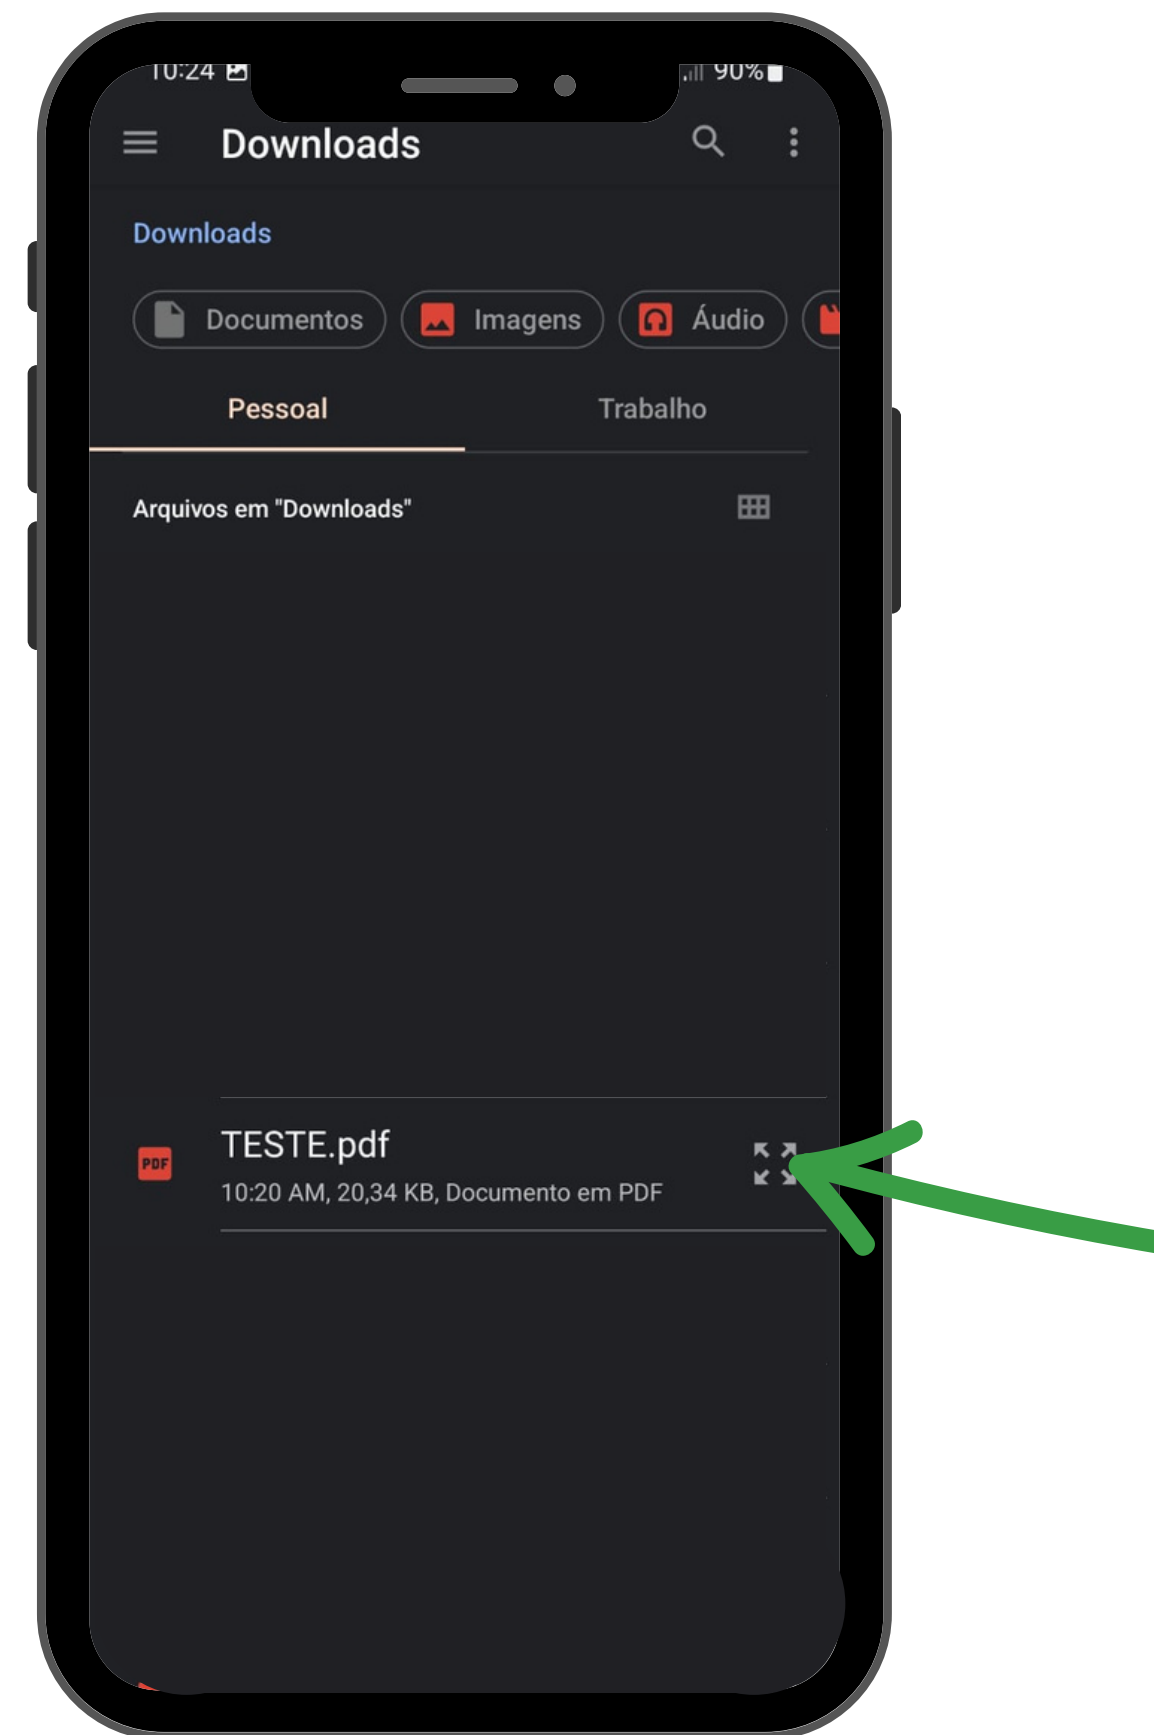 10:24 90%
Downloads
Downloads
Documentos Imagens Áudio
Pessoal Trabalho
Arquivos em "Downloads"
TESTE.pdf
PDF
10:20 AM, 20,34 KB, Documento em PDF